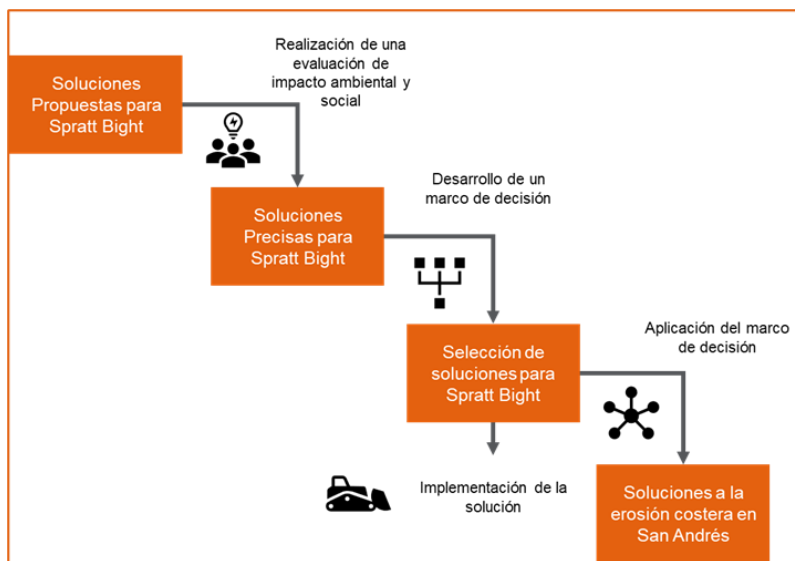 Soluciones
Propuestas para
Spratt Bight
Realización de una
evaluación de
impacto ambiental y
social
Soluciones
Precisas para
Spratt Bight
Desarrollo de un
marco de decisión
Selección de
soluciones para
Spratt Bight
Aplicación del marco
de decisión
Implementación de la
solución
Soluciones a la
erosión costera en
San Andrés